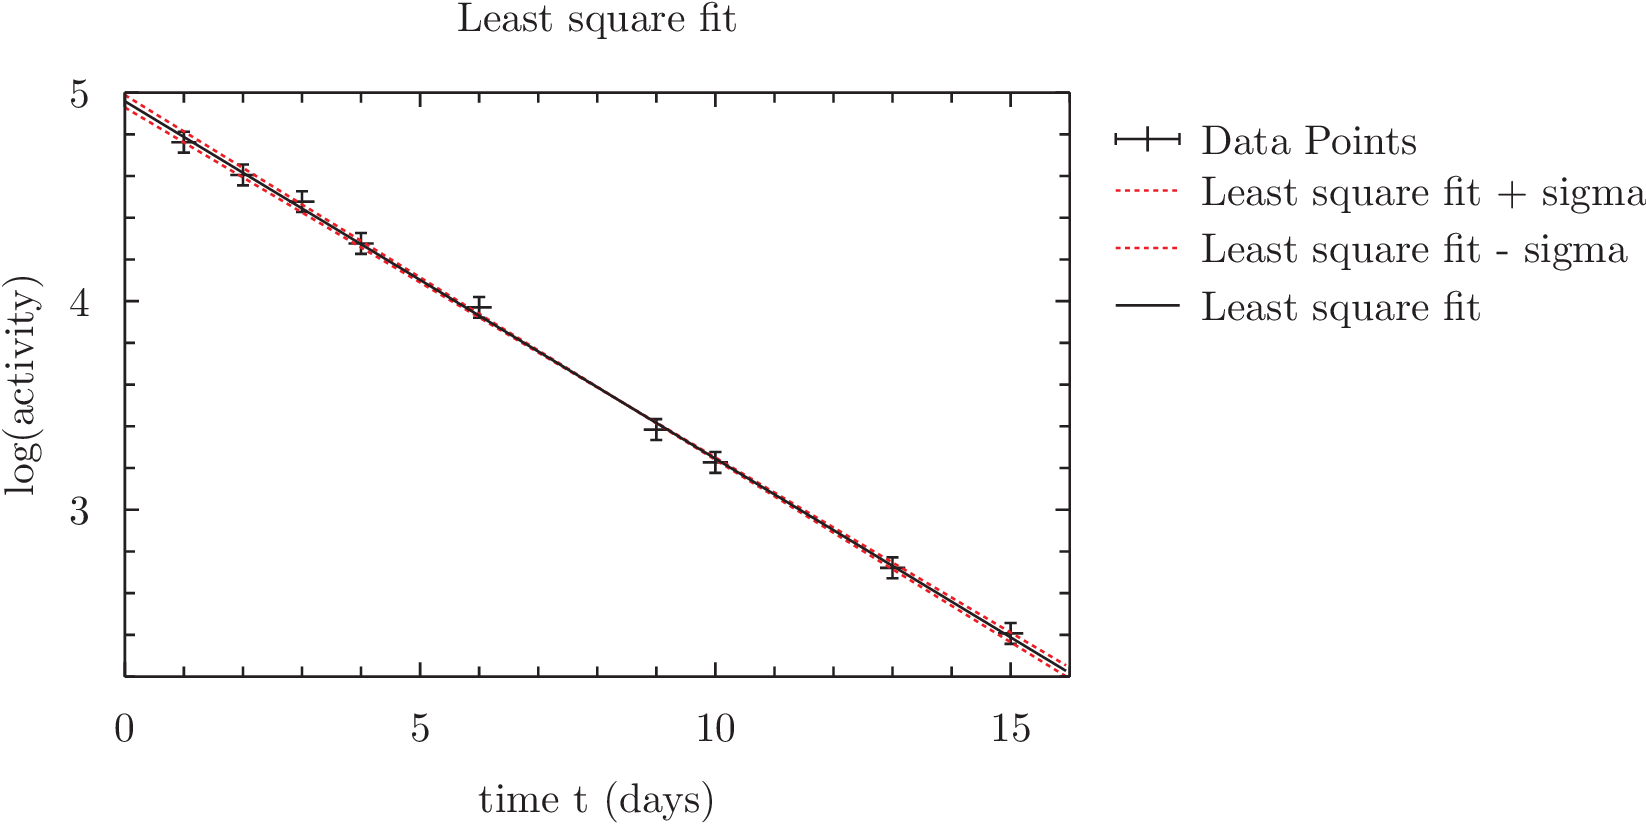 Least square fit
5
4
3
log(activity)
0 5 10 15
time t (days)
Data Points
Least square fit + sigma
Least square fit - sigma
Least square fit